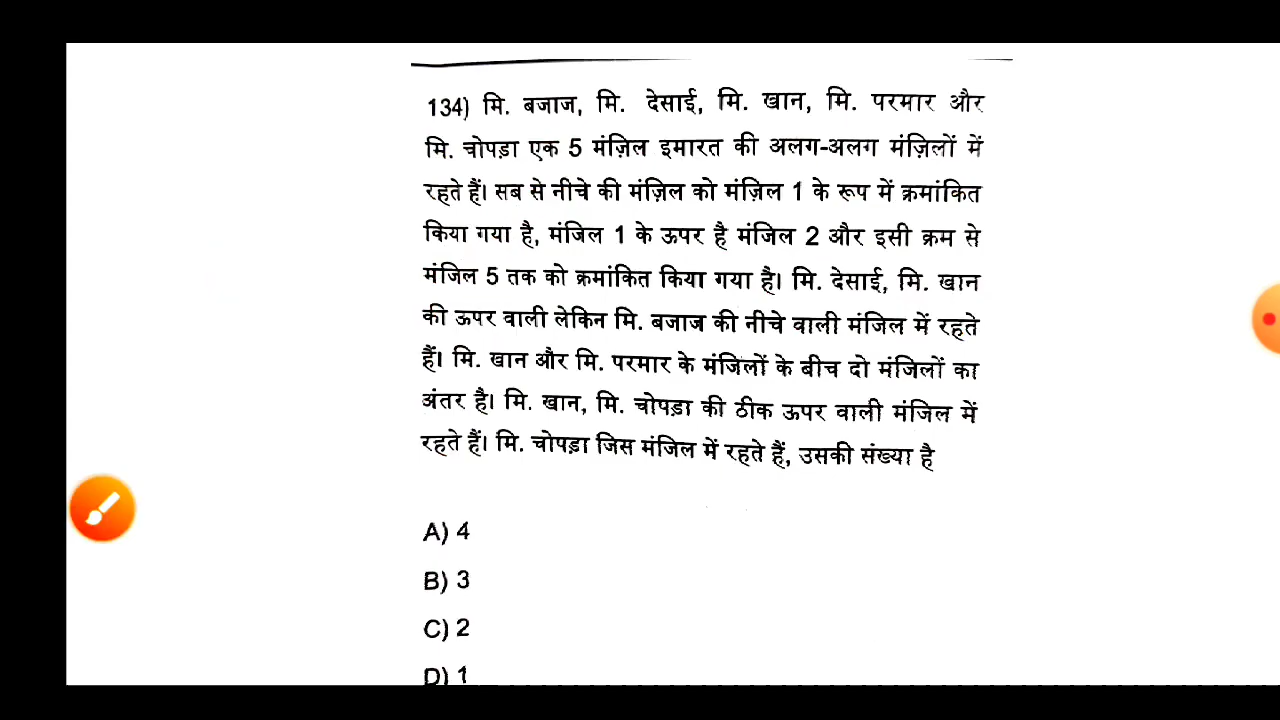 134) मि. बजाज, मि. देसाई, मि. खान, मि. परमार और
मि. चोपड़ा एक 5 मंज़िल इमारत की अलग-अलग मंज़िलों में
रहते हैं। सब से नीचे की मंज़िल को मंज़िल 1 के रूप में क्रमांकित
किया गया है, मंजिल 1 के ऊपर है मंजिल 2 और इसी क्रम से
मंजिल 5 तक को क्रमांकित किया गया है। मि. देसाई, मि. खान
की ऊपर वाली लेकिन मि. बजाज की नीचे वाली मंजिल में रहते
हैं। मि. खान और मि. परमार के मंजिलों के बीच दो मंजिलों का
अंतर है। मि. खान, मि. चोपड़ा की ठीक ऊपर वाली मंजिल में
रहते हैं। मि. चोपड़ा जिस मंजिल में रहते हैं, उसकी संख्या है
A) 4
B) 3
C) 2
D) 1